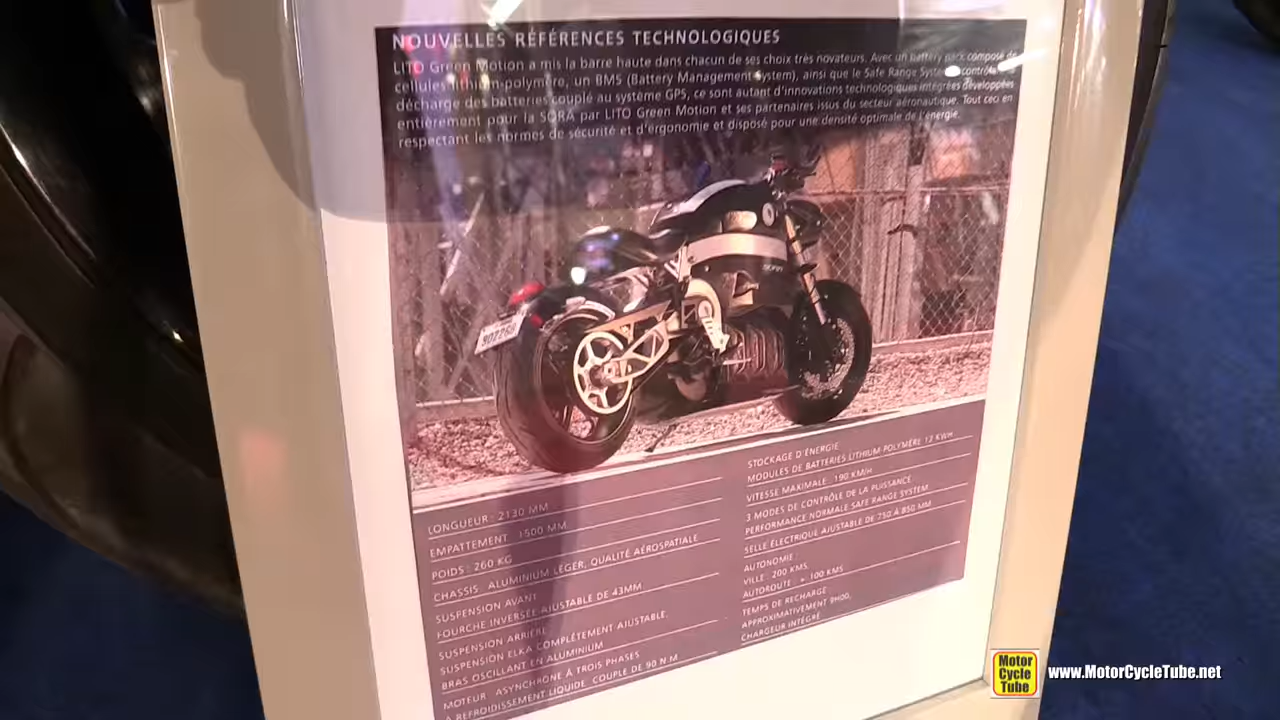 NOUVELLES RÉFÉRENCES TECHNOLOGIQUES
LITO Green Motion a mis la barre haute dans chacun de ses choix très novateurs. Avec un battery pack composé de
cellules lithium-polymère, un BMS (Battery Management System), ainsi que le Safe Range System contrôle
décharge des batteries couplé au système GPS, ce sont autant d'innovations technologiques intégrées développées
entièrement pour la SORA par LITO Green Motion et ses partenaires issus du secteur aéronautique. Tout ceci en
respectant les normes de sécurité et d'ergonomie et disposé pour une densité optimale de l'énergie.
SORA
LONGUEUR : 2130 MM
EMPATTEMENT : 1500 MM
POIDS : 260 KG
CHASSIS : ALUMINIUM LÉGER, QUALITÉ AÉROSPATIALE
SUSPENSION AVANT
FOURCHE INVERSÉE AJUSTABLE DE 43MM
SUSPENSION ARRIÈRE
SUSPENSION ELKA COMPLÈTEMENT AJUSTABLE,
BRAS OSCILLANT EN ALUMINIUM
MOTEUR : ASYNCHRONE À TROIS PHASES
À REFROIDISSEMENT LIQUIDE. COUPLE DE 90 N.M
STOCKAGE D'ÉNERGIE
MODULES DE BATTERIES LITHIUM-POLYMÈRE 12 KWH
VITESSE MAXIMALE : 190 KM/H
3 MODES DE CONTRÔLE DE LA PUISSANCE
PERFORMANCE NORMALE SAFE RANGE SYSTEM
SELLE ÉLECTRIQUE AJUSTABLE DE 750 À 850 MM
AUTONOMIE :
VILLE : 200 KMS
AUTOROUTE : > 100 KMS
TEMPS DE RECHARGE
APPROXIMATIVEMENT 9H00,
CHARGEUR INTÉGRÉ
Motor
Cycle
Tube
www.MotorCycleTube.net